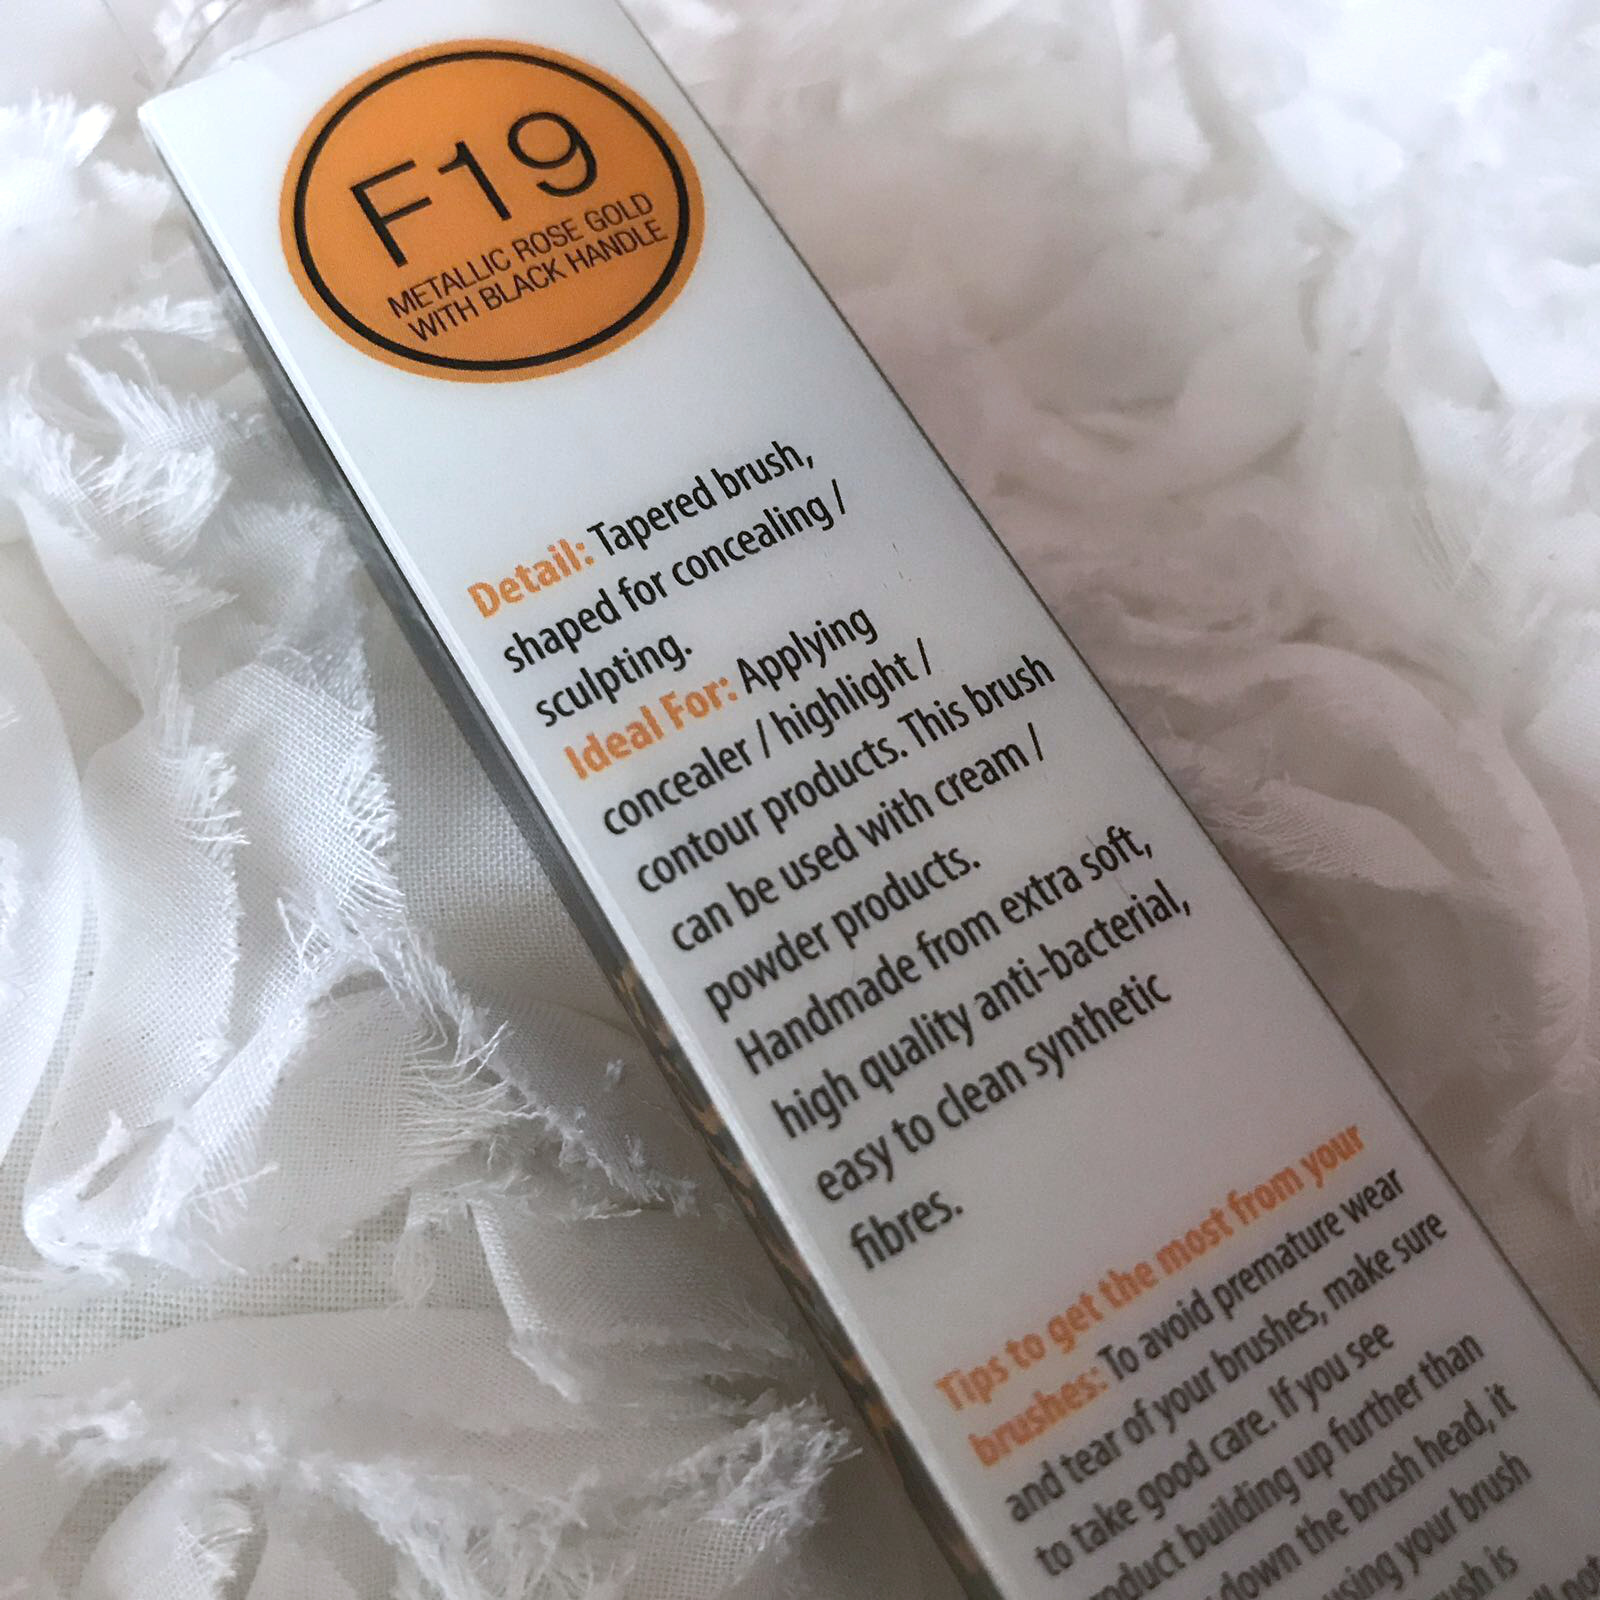 F19
METALLIC ROSE GOLD
WITH BLACK HANDLE
Detail: Tapered brush,
shaped for concealing /
sculpting.
Ideal For: Applying
concealer / highlight /
contour products. This brush
can be used with cream /
powder products.
Handmade from extra soft,
high quality anti-bacterial,
easy to clean synthetic
fibres.
Tips to get the most from your
brushes: To avoid premature wear
and tear of your brushes, make sure
to take good care. If you see
product building up further than
down the brush head, it
using your brush
is